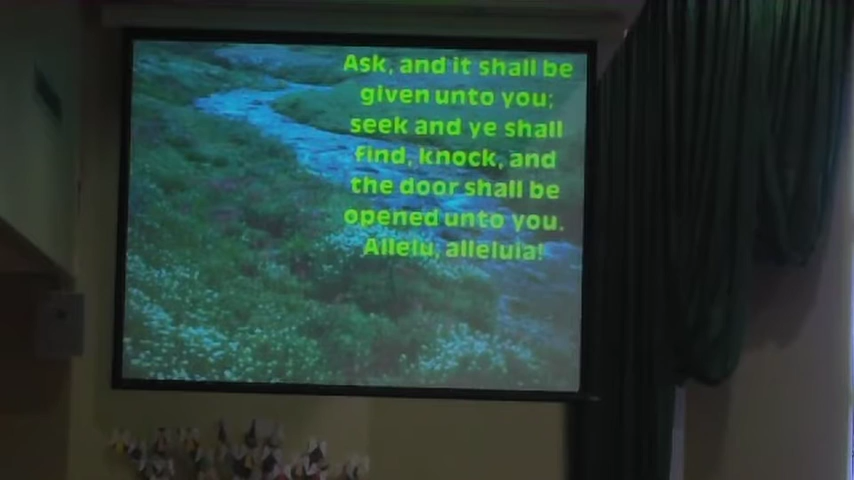 Ask, and it shall be
given unto you;
seek and ye shall
find, knock, and
the door shall be
opened unto you.
Allelu, alleluia!